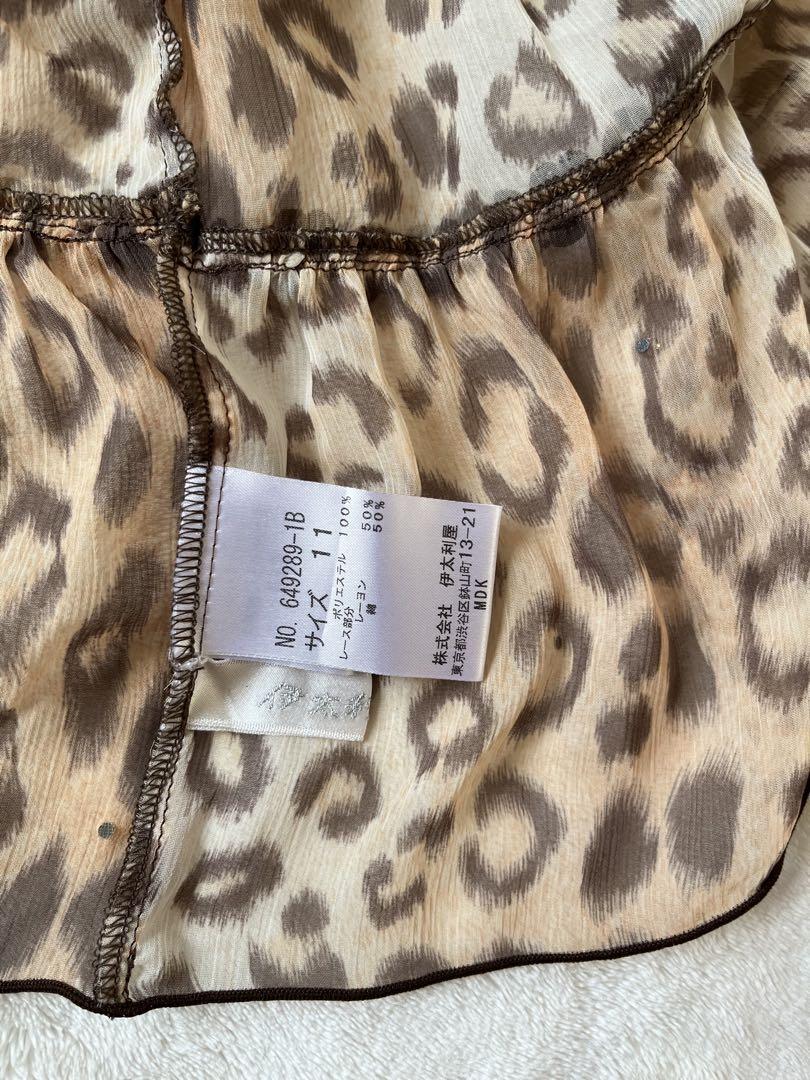 NO. 649289-1B
サイズ 11
ポリエステル 100%
レース部分
レーヨン 50%
綿 50%
株式会社 伊太利屋
東京都渋谷区鉢山町13-21
MDK
伊太